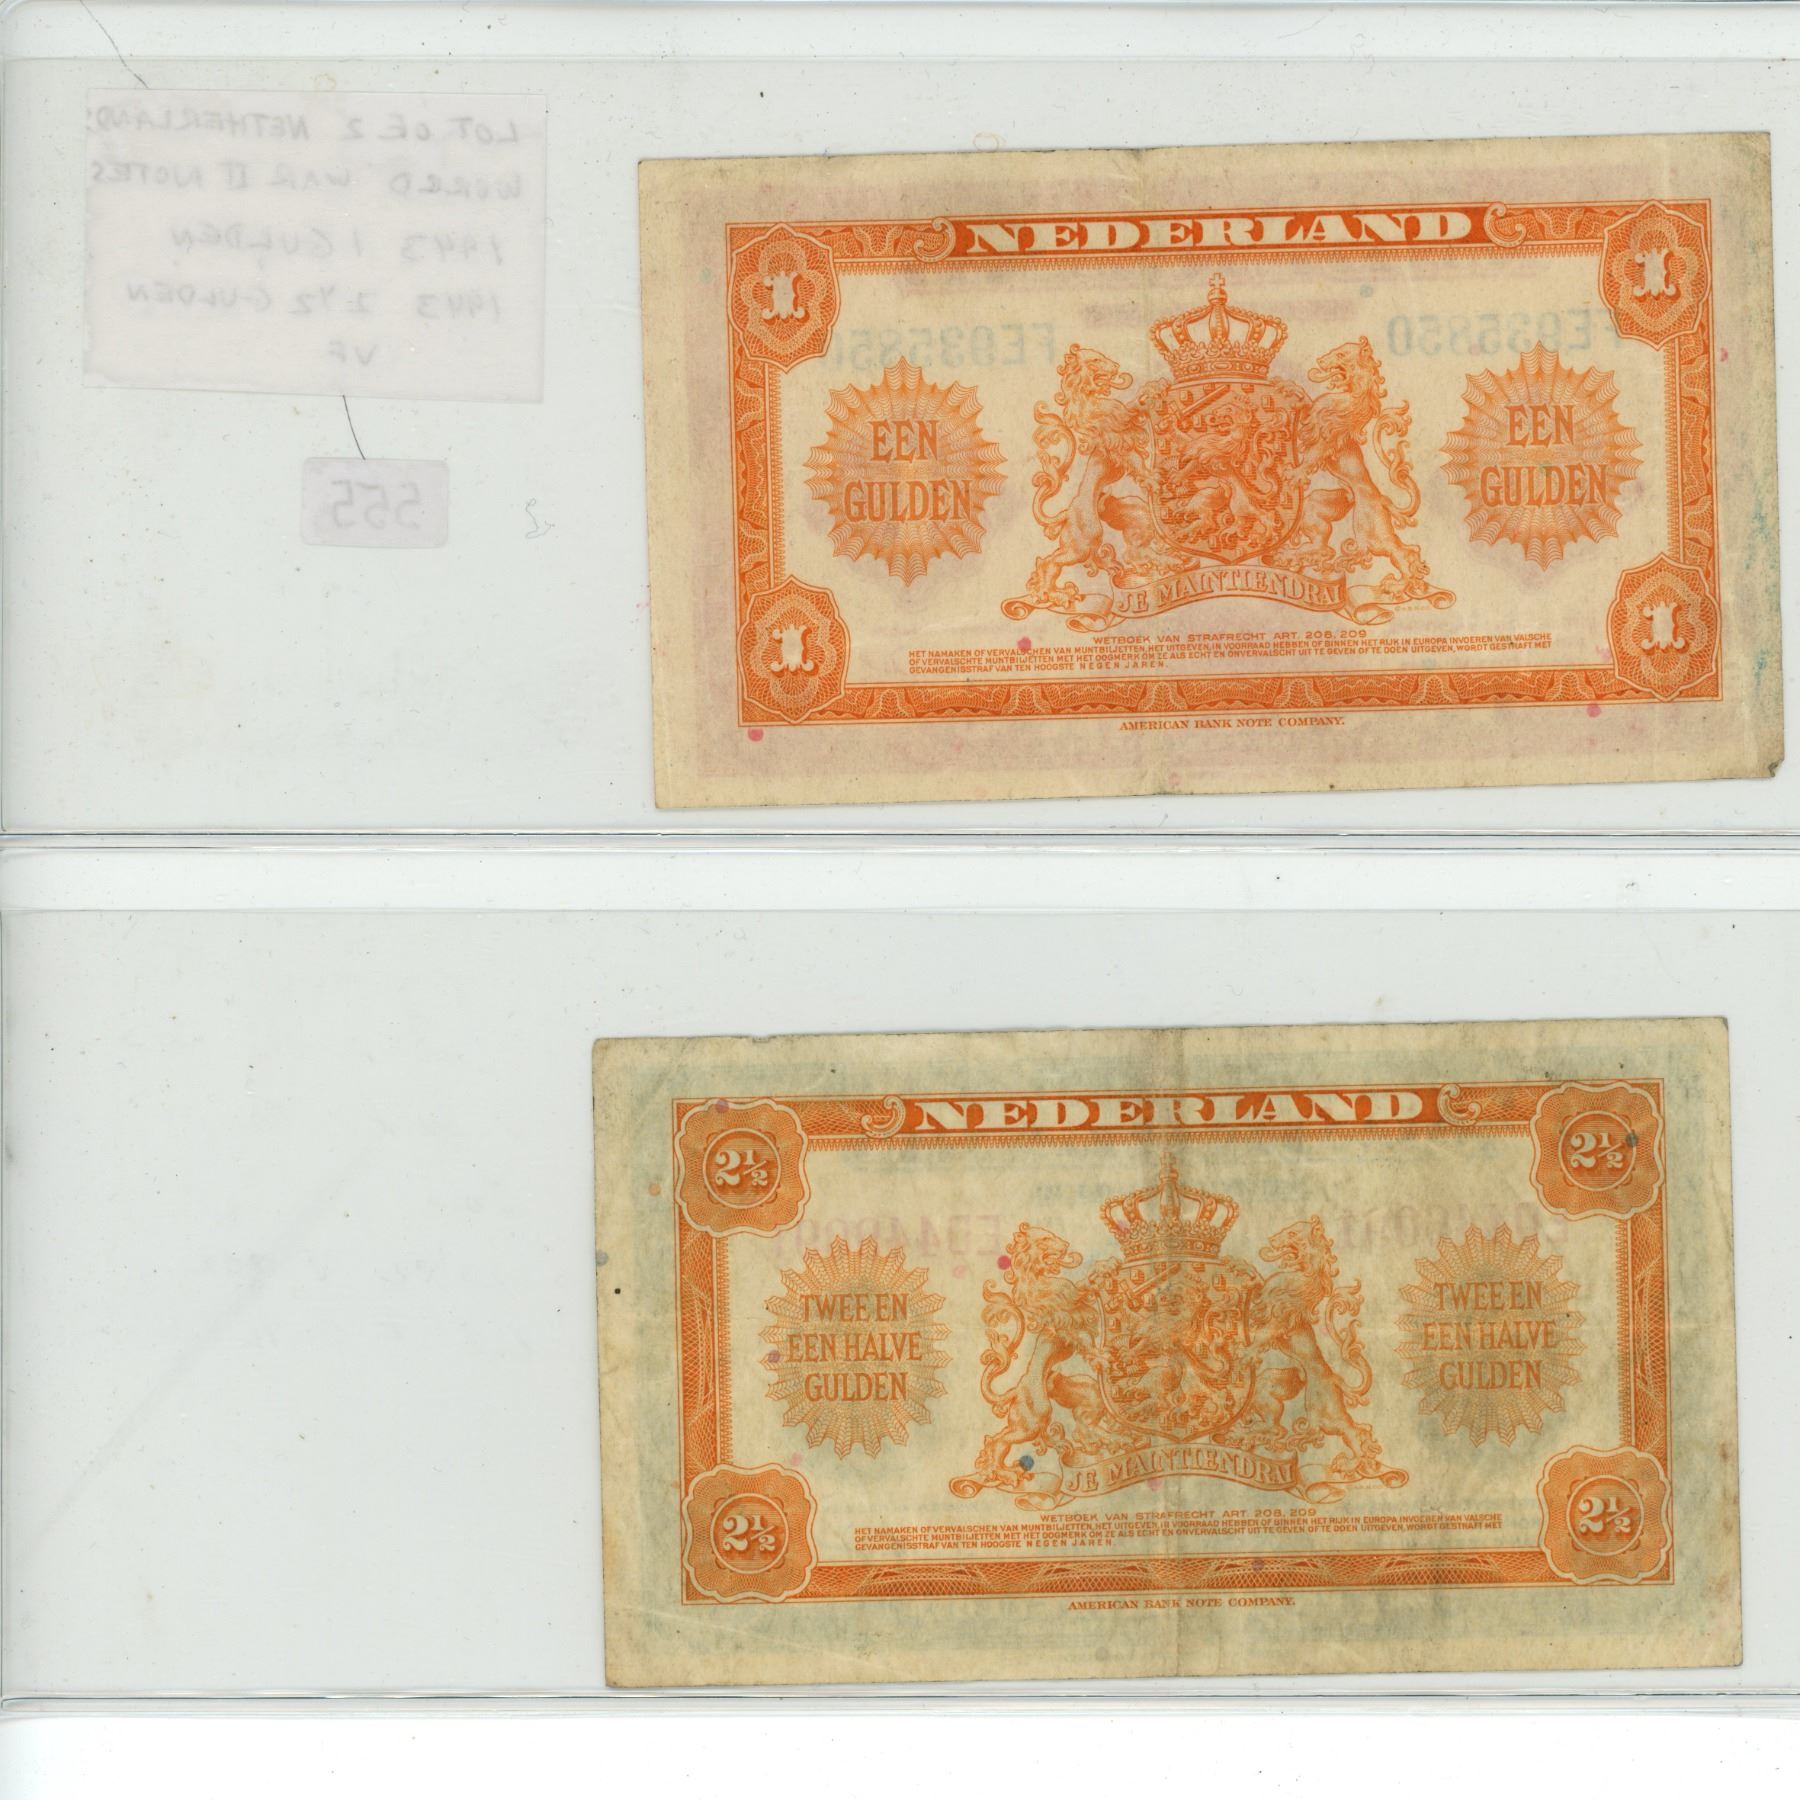 LOT OF 2 NETHERLANDS
WORLD WAR II NOTES
1943 1 GULDEN
1943 2 1/2 GULDEN
VF
555
NEDERLAND
1
1
FE935850
FE935850
EEN
GULDEN
EEN
GULDEN
JE MAINTIENDRAI
1
1
WETBOEK VAN STRAFRECHT ART. 208, 209
HET NAMAKEN OF VERVALSCHEN VAN MUNTBILJETTEN, HET UITGEVEN, IN VOORRAAD HEBBEN OF BINNEN HET RIJK IN EUROPA INVOEREN VAN VALSCHE
OF VERVALSCHTE MUNTBILJETTEN MET HET OOGMERK OM ZE ALS ECHT EN ONVERVALSCHT UIT TE GEVEN OF TE DOEN UITGEVEN, WORDT GESTRAFT MET
GEVANGENISSTRAF VAN TEN HOOGSTE NEGEN JAREN.
AMERICAN BANK NOTE COMPANY.
NEDERLAND
2½
2½
TWEE EN
EEN HALVE
GULDEN
TWEE EN
EEN HALVE
GULDEN
JE MAINTIENDRAI
2½
2½
WETBOEK VAN STRAFRECHT ART. 208, 209
HET NAMAKEN OF VERVALSCHEN VAN MUNTBILJETTEN, HET UITGEVEN, IN VOORRAAD HEBBEN OF BINNEN HET RIJK IN EUROPA INVOEREN VAN VALSCHE
OF VERVALSCHTE MUNTBILJETTEN MET HET OOGMERK OM ZE ALS ECHT EN ONVERVALSCHT UIT TE GEVEN OF TE DOEN UITGEVEN, WORDT GESTRAFT MET
GEVANGENISSTRAF VAN TEN HOOGSTE NEGEN JAREN.
AMERICAN BANK NOTE COMPANY.